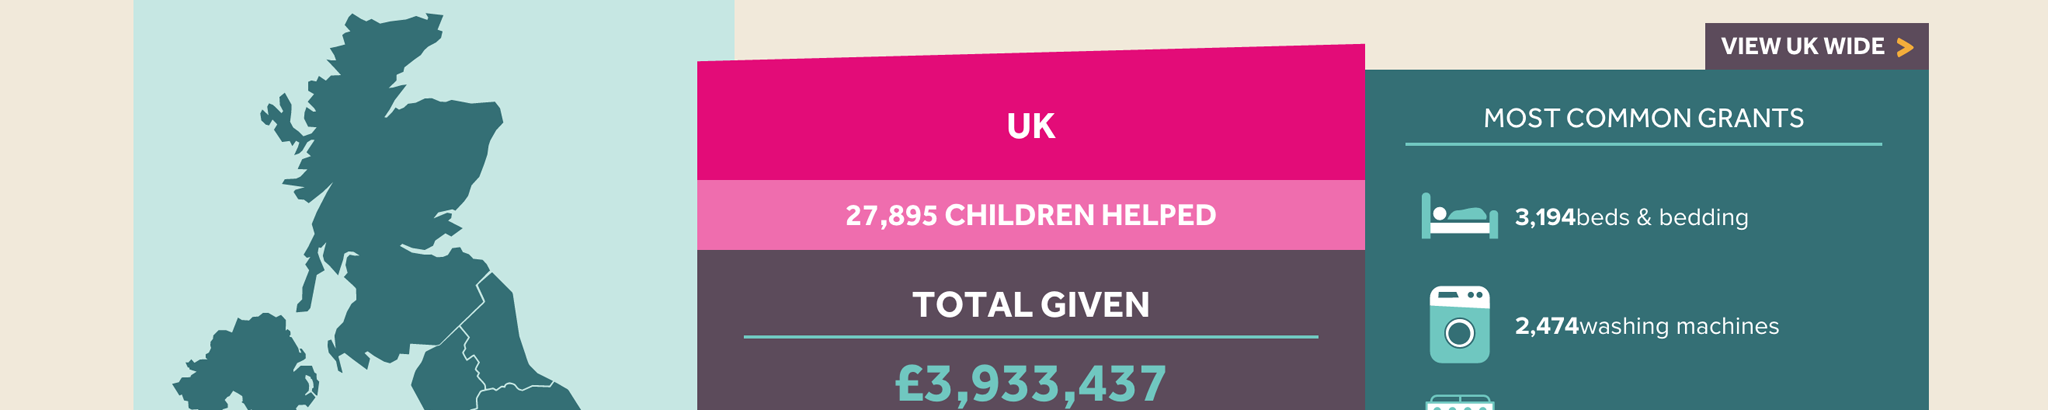 VIEW UK WIDE >
UK
27,895 CHILDREN HELPED
TOTAL GIVEN
£3,933,437
MOST COMMON GRANTS
3,194beds & bedding
2,474washing machines